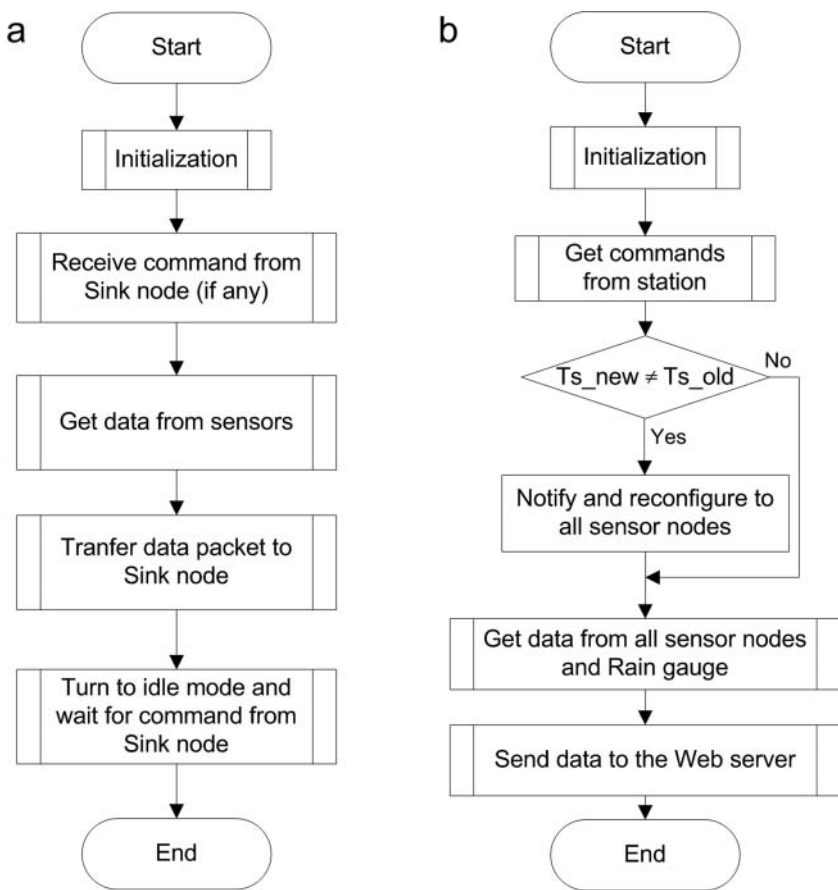 a
Start
Initialization
Receive command from
Sink node (if any)
Get data from sensors
Tranfer data packet to
Sink node
Turn to idle mode and
wait for command from
Sink node
End
b
Start
Initialization
Get commands
from station
Ts_new ≠ Ts_old
No
Yes
Notify and reconfigure to
all sensor nodes
Get data from all sensor nodes
and Rain gauge
Send data to the Web server
End